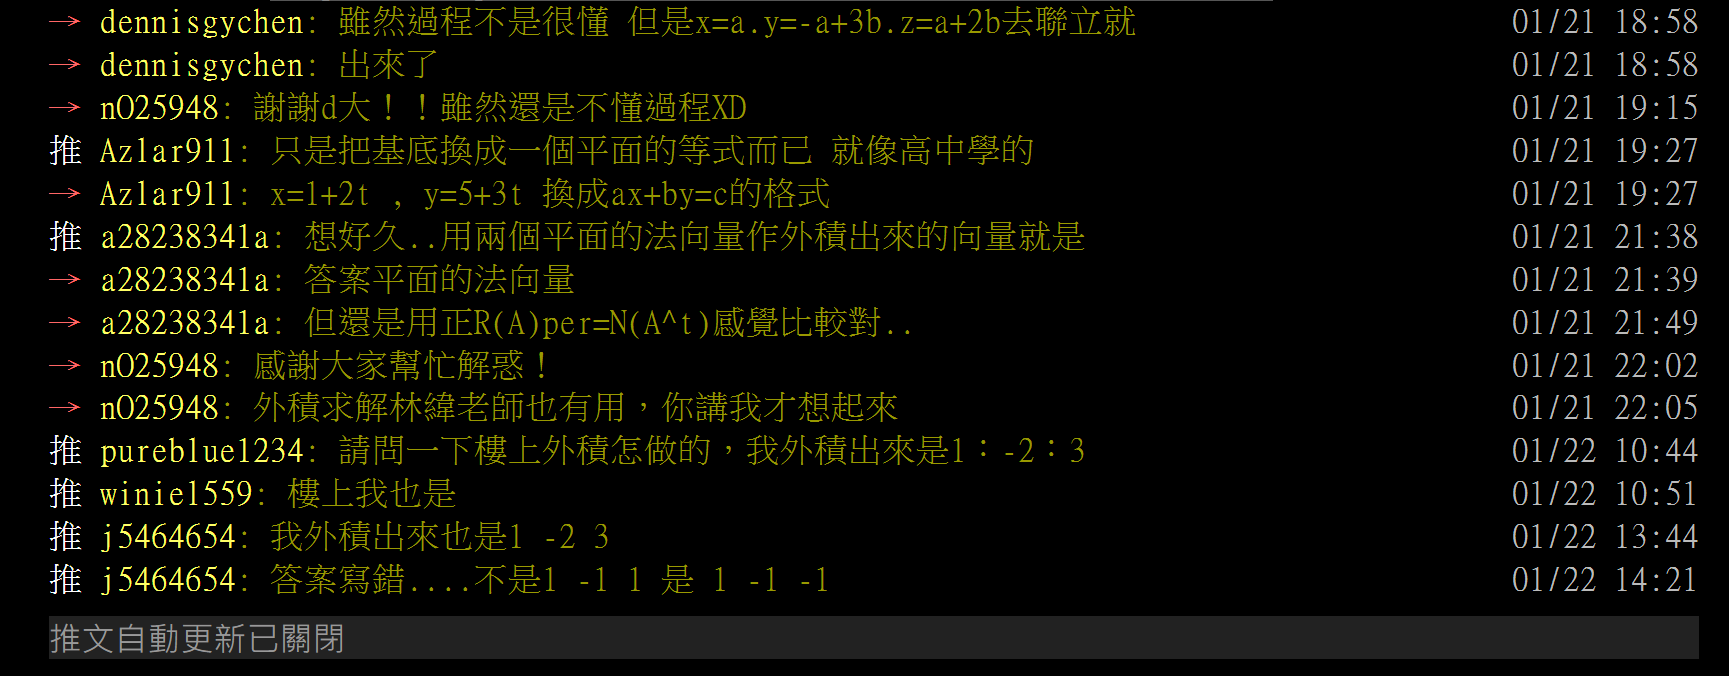 → dennisgychen: 雖然過程不是很懂 但是x=a.y=-a+3b.z=a+2b去聯立就 01/21 18:58
→ dennisgychen: 出來了 01/21 18:58
→ nO25948: 謝謝d大！！雖然還是不懂過程XD 01/21 19:15
推 Azlar911: 只是把基底換成一個平面的等式而已 就像高中學的 01/21 19:27
→ Azlar911: x=1+2t , y=5+3t 換成ax+by=c的格式 01/21 19:27
推 a28238341a: 想好久..用兩個平面的法向量作外積出來的向量就是 01/21 21:38
→ a28238341a: 答案平面的法向量 01/21 21:39
→ a28238341a: 但還是用正R(A)per=N(A^t)感覺比較對.. 01/21 21:49
→ nO25948: 感謝大家幫忙解惑！ 01/21 22:02
→ nO25948: 外積求解林緯老師也有用，你講我才想起來 01/21 22:05
推 pureblue1234: 請問一下樓上外積怎做的，我外積出來是1：-2：3 01/22 10:44
推 winie1559: 樓上我也是 01/22 10:51
推 j5464654: 我外積出來也是1 -2 3 01/22 13:44
推 j5464654: 答案寫錯....不是1 -1 1 是 1 -1 -1 01/22 14:21
推文自動更新已關閉